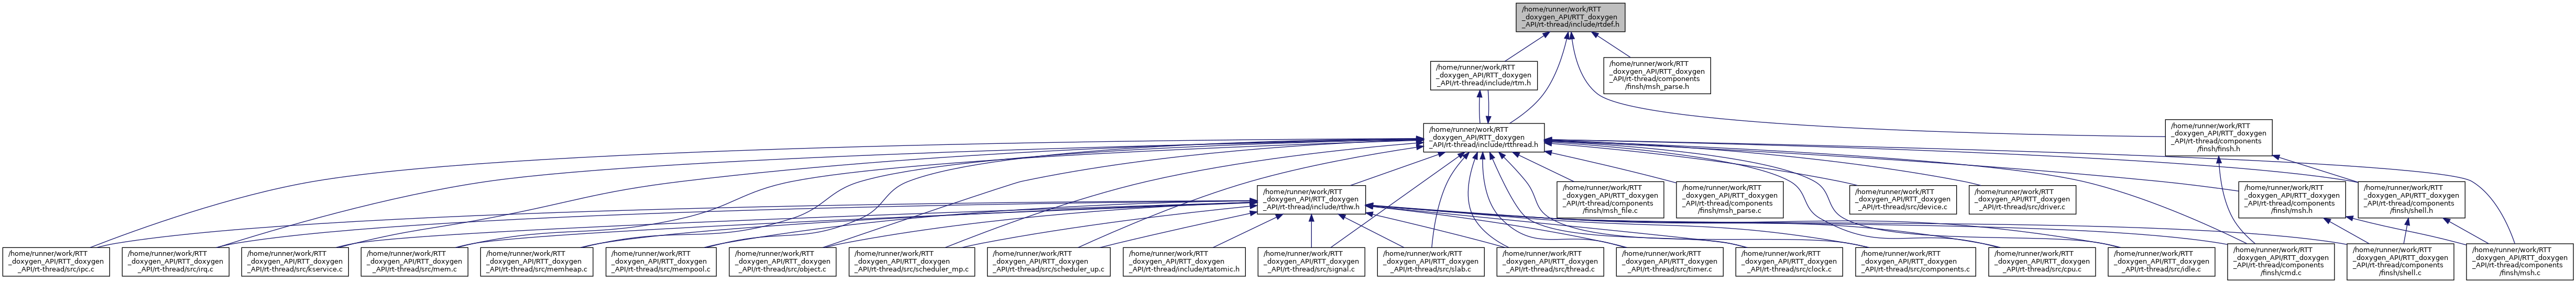 /home/runner/work/RTT
_doxygen_API/RTT_doxygen
_API/rt-thread/include/rtdef.h
/home/runner/work/RTT
_doxygen_API/RTT_doxygen
_API/rt-thread/include/rtm.h
/home/runner/work/RTT
_doxygen_API/RTT_doxygen
_API/rt-thread/components
/finsh/msh_parse.h
/home/runner/work/RTT
_doxygen_API/RTT_doxygen
_API/rt-thread/include/rtthread.h
/home/runner/work/RTT
_doxygen_API/RTT_doxygen
_API/rt-thread/components
/finsh/finsh.h
/home/runner/work/RTT
_doxygen_API/RTT_doxygen
_API/rt-thread/include/rthw.h
/home/runner/work/RTT
_doxygen_API/RTT_doxygen
_API/rt-thread/components
/finsh/msh_file.c
/home/runner/work/RTT
_doxygen_API/RTT_doxygen
_API/rt-thread/components
/finsh/msh_parse.c
/home/runner/work/RTT
_doxygen_API/RTT_doxygen
_API/rt-thread/src/device.c
/home/runner/work/RTT
_doxygen_API/RTT_doxygen
_API/rt-thread/src/driver.c
/home/runner/work/RTT
_doxygen_API/RTT_doxygen
_API/rt-thread/components
/finsh/msh.h
/home/runner/work/RTT
_doxygen_API/RTT_doxygen
_API/rt-thread/components
/finsh/shell.h
/home/runner/work/RTT
_doxygen_API/RTT_doxygen
_API/rt-thread/src/ipc.c
/home/runner/work/RTT
_doxygen_API/RTT_doxygen
_API/rt-thread/src/irq.c
/home/runner/work/RTT
_doxygen_API/RTT_doxygen
_API/rt-thread/src/kservice.c
/home/runner/work/RTT
_doxygen_API/RTT_doxygen
_API/rt-thread/src/mem.c
/home/runner/work/RTT
_doxygen_API/RTT_doxygen
_API/rt-thread/src/memheap.c
/home/runner/work/RTT
_doxygen_API/RTT_doxygen
_API/rt-thread/src/mempool.c
/home/runner/work/RTT
_doxygen_API/RTT_doxygen
_API/rt-thread/src/object.c
/home/runner/work/RTT
_doxygen_API/RTT_doxygen
_API/rt-thread/src/scheduler_mp.c
/home/runner/work/RTT
_doxygen_API/RTT_doxygen
_API/rt-thread/src/scheduler_up.c
/home/runner/work/RTT
_doxygen_API/RTT_doxygen
_API/rt-thread/include/rtatomic.h
/home/runner/work/RTT
_doxygen_API/RTT_doxygen
_API/rt-thread/src/signal.c
/home/runner/work/RTT
_doxygen_API/RTT_doxygen
_API/rt-thread/src/slab.c
/home/runner/work/RTT
_doxygen_API/RTT_doxygen
_API/rt-thread/src/thread.c
/home/runner/work/RTT
_doxygen_API/RTT_doxygen
_API/rt-thread/src/timer.c
/home/runner/work/RTT
_doxygen_API/RTT_doxygen
_API/rt-thread/src/clock.c
/home/runner/work/RTT
_doxygen_API/RTT_doxygen
_API/rt-thread/src/components.c
/home/runner/work/RTT
_doxygen_API/RTT_doxygen
_API/rt-thread/src/cpu.c
/home/runner/work/RTT
_doxygen_API/RTT_doxygen
_API/rt-thread/src/idle.c
/home/runner/work/RTT
_doxygen_API/RTT_doxygen
_API/rt-thread/components
/finsh/cmd.c
/home/runner/work/RTT
_doxygen_API/RTT_doxygen
_API/rt-thread/components
/finsh/shell.c
/home/runner/work/RTT
_doxygen_API/RTT_doxygen
_API/rt-thread/components
/finsh/msh.c